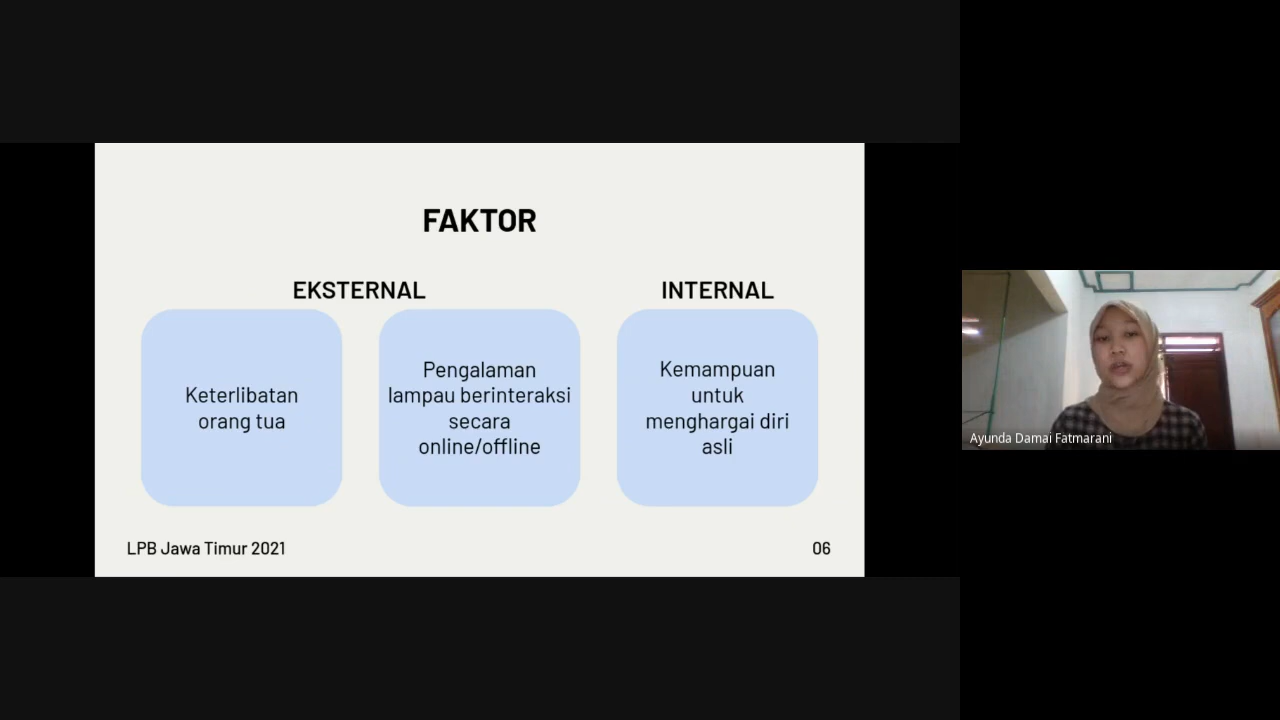 FAKTOR
EKSTERNAL
Keterlibatan
orang tua
Pengalaman
lampau berinteraksi
secara
online/offline
INTERNAL
Kemampuan
untuk
menghargai diri
asli
LPB Jawa Timur 2021
06
Ayunda Damai Fatmarani